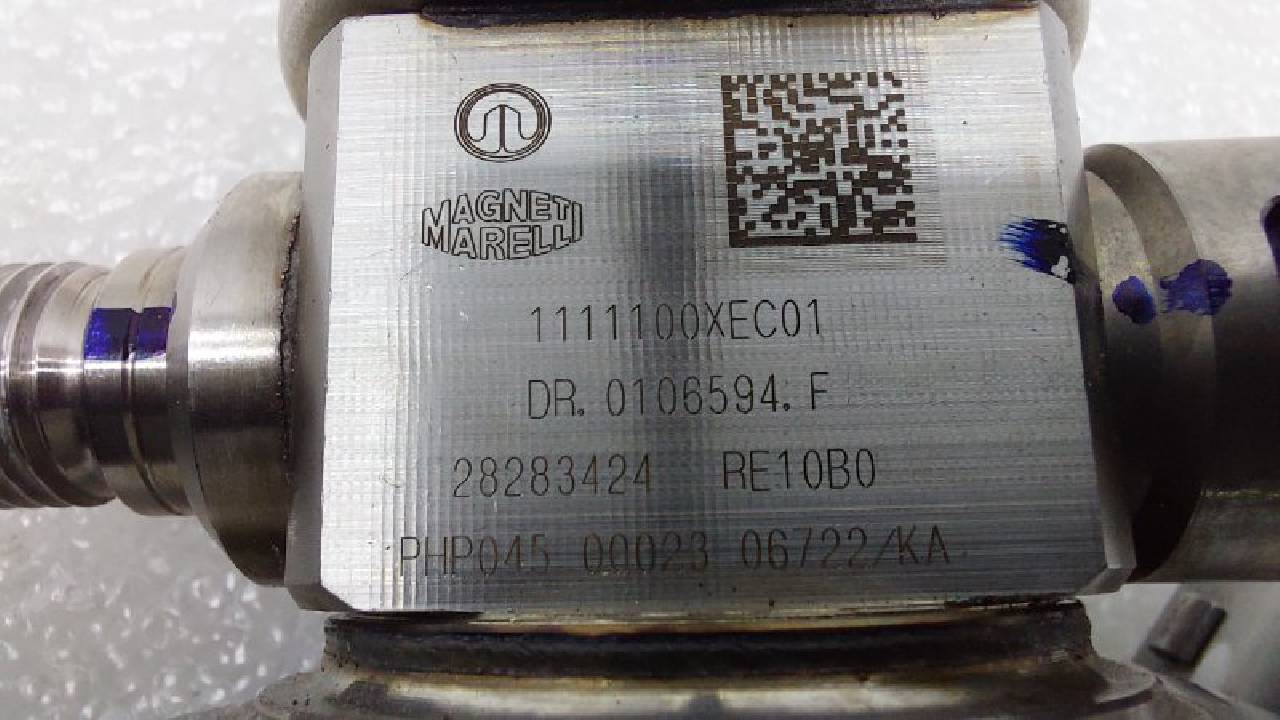 MAGNETI
MARELLI
1111100XEC01
DR. 0106594. F
28283424 RE10B0
PHP045 00023 06722/KA